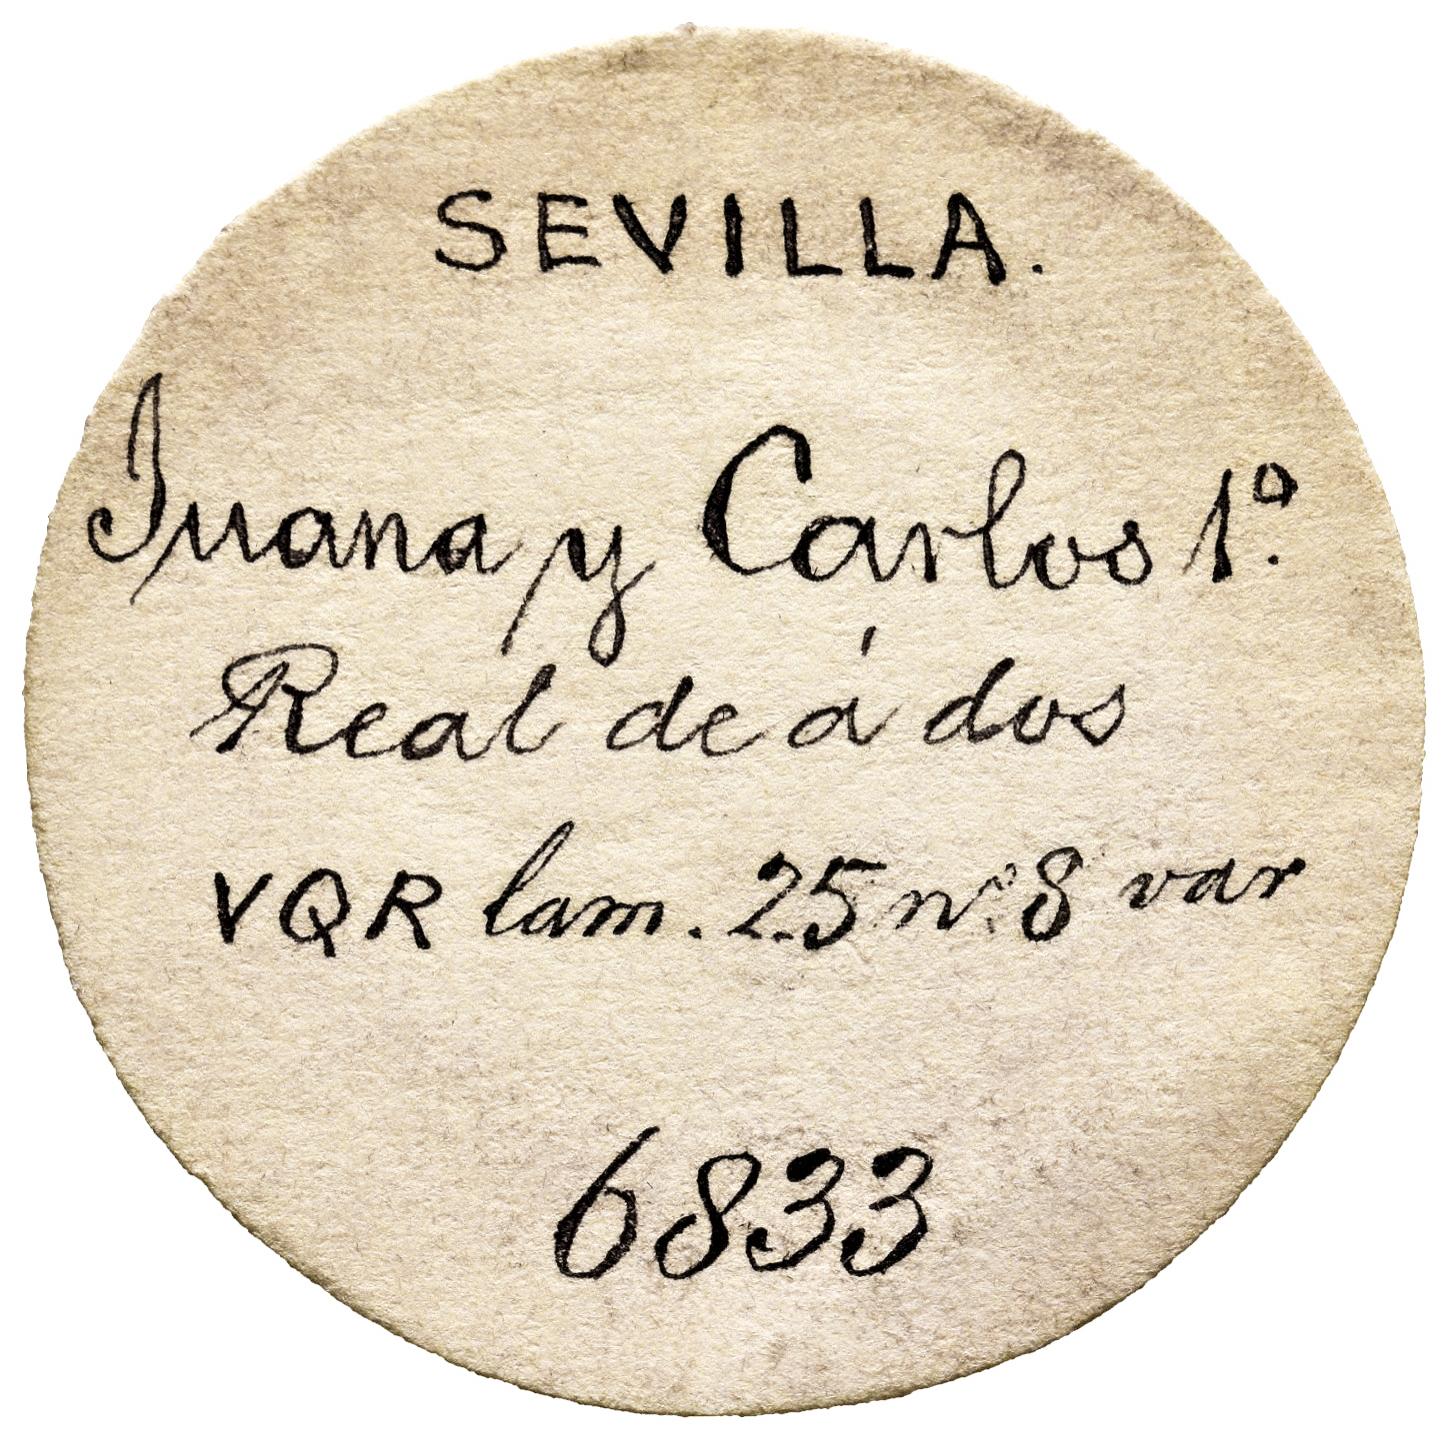 SEVILLA.
Juana y Carlos 1º.
Real de á dos
VQR lam. 25 nº 8 var
6833